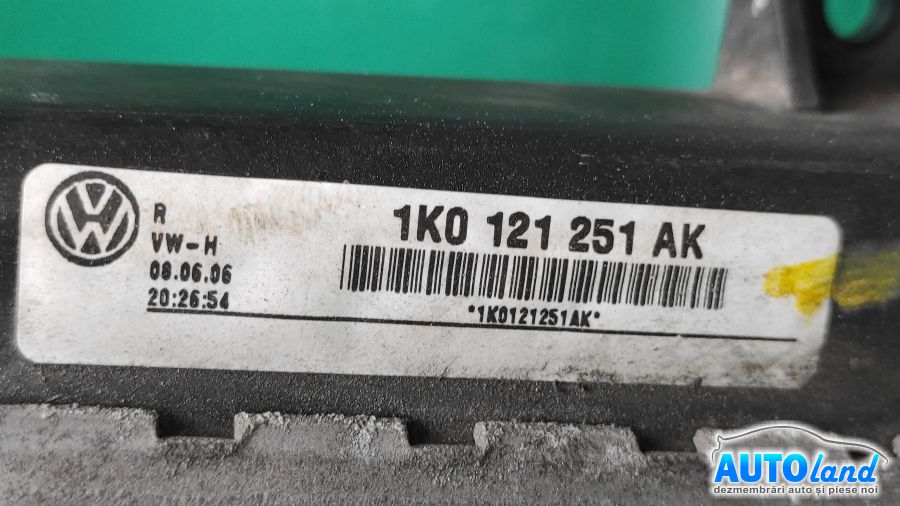 R
VW-H
08.06.06
20:26:54
1K0 121 251 AK
*1K0121251AK*
AUTOland
dezmembrări auto și piese noi